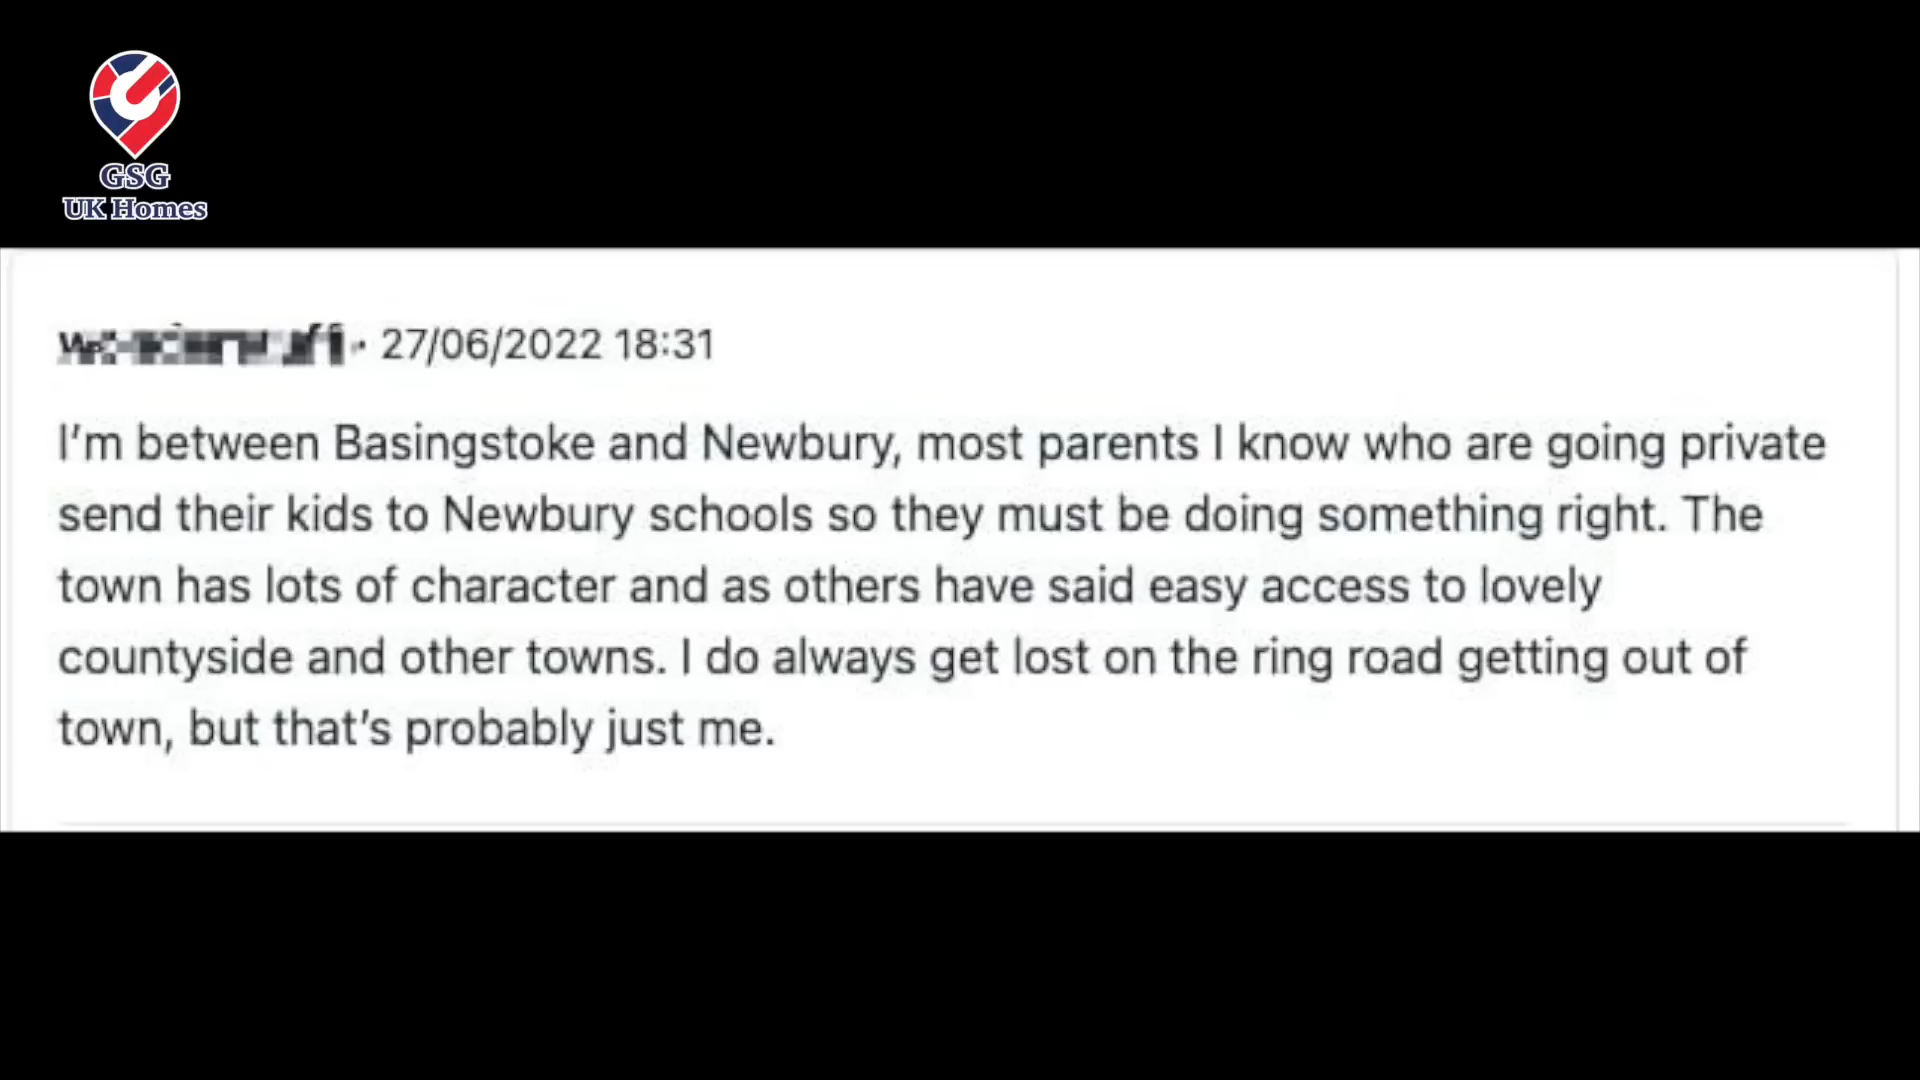 GSG
UK Homes
· 27/06/2022 18:31
I'm between Basingstoke and Newbury, most parents I know who are going private
send their kids to Newbury schools so they must be doing something right. The
town has lots of character and as others have said easy access to lovely
countyside and other towns. I do always get lost on the ring road getting out of
town, but that's probably just me.